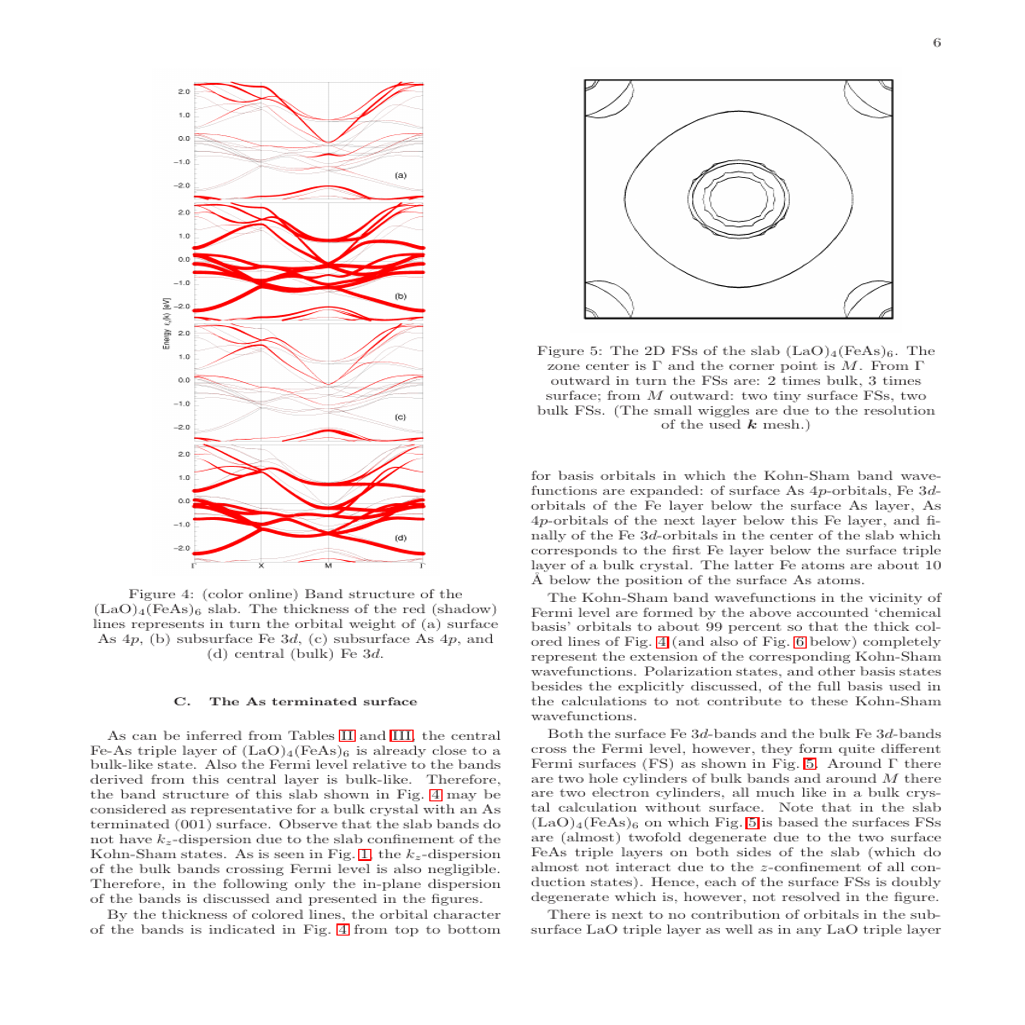 6
2.0
1.0
0.0
−1.0
(a)
−2.0
2.0
1.0
0.0
−1.0
(b)
−2.0
Energy εn(k) [eV]
2.0
1.0
0.0
−1.0
(c)
−2.0
2.0
1.0
0.0
−1.0
(d)
−2.0
Γ X M Γ
Figure 4: (color online) Band structure of the
(LaO)₄(FeAs)₆ slab. The thickness of the red (shadow)
lines represents in turn the orbital weight of (a) surface
As 4p, (b) subsurface Fe 3d, (c) subsurface As 4p, and
(d) central (bulk) Fe 3d.
C. The As terminated surface
As can be inferred from Tables II and III, the central
Fe-As triple layer of (LaO)₄(FeAs)₆ is already close to a
bulk-like state. Also the Fermi level relative to the bands
derived from this central layer is bulk-like. Therefore,
the band structure of this slab shown in Fig. 4 may be
considered as representative for a bulk crystal with an As
terminated (001) surface. Observe that the slab bands do
not have kz-dispersion due to the slab confinement of the
Kohn-Sham states. As is seen in Fig. 1, the kz-dispersion
of the bulk bands crossing Fermi level is also negligible.
Therefore, in the following only the in-plane dispersion
of the bands is discussed and presented in the figures.
By the thickness of colored lines, the orbital character
of the bands is indicated in Fig. 4 from top to bottom
Figure 5: The 2D FSs of the slab (LaO)₄(FeAs)₆. The
zone center is Γ and the corner point is M. From Γ
outward in turn the FSs are: 2 times bulk, 3 times
surface; from M outward: two tiny surface FSs, two
bulk FSs. (The small wiggles are due to the resolution
of the used k mesh.)
for basis orbitals in which the Kohn-Sham band wave-
functions are expanded: of surface As 4p-orbitals, Fe 3d-
orbitals of the Fe layer below the surface As layer, As
4p-orbitals of the next layer below this Fe layer, and fi-
nally of the Fe 3d-orbitals in the center of the slab which
corresponds to the first Fe layer below the surface triple
layer of a bulk crystal. The latter Fe atoms are about 10
Å below the position of the surface As atoms.
The Kohn-Sham band wavefunctions in the vicinity of
Fermi level are formed by the above accounted ‘chemical
basis’ orbitals to about 99 percent so that the thick col-
ored lines of Fig. 4 (and also of Fig. 6 below) completely
represent the extension of the corresponding Kohn-Sham
wavefunctions. Polarization states, and other basis states
besides the explicitly discussed, of the full basis used in
the calculations to not contribute to these Kohn-Sham
wavefunctions.
Both the surface Fe 3d-bands and the bulk Fe 3d-bands
cross the Fermi level, however, they form quite different
Fermi surfaces (FS) as shown in Fig. 5. Around Γ there
are two hole cylinders of bulk bands and around M there
are two electron cylinders, all much like in a bulk crys-
tal calculation without surface. Note that in the slab
(LaO)₄(FeAs)₆ on which Fig. 5 is based the surfaces FSs
are (almost) twofold degenerate due to the two surface
FeAs triple layers on both sides of the slab (which do
almost not interact due to the z-confinement of all con-
duction states). Hence, each of the surface FSs is doubly
degenerate which is, however, not resolved in the figure.
There is next to no contribution of orbitals in the sub-
surface LaO triple layer as well as in any LaO triple layer